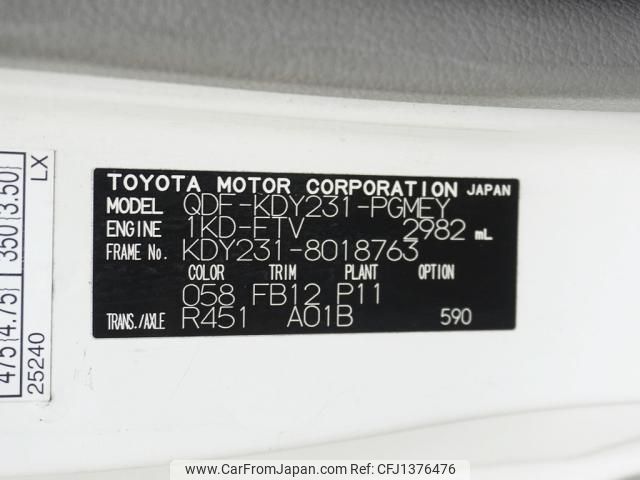 TOYOTA MOTOR CORPORATION JAPAN
MODEL QDF-KDY231-PGMEY
ENGINE 1KD-FTV 2982 mL
FRAME No. KDY231-8018763
COLOR TRIM PLANT OPTION
058 FB12 P11
TRANS./AXLE R451 A01B 590
475 4.75 350 3.50
25240 LX
www.CarFromJapan.com - CFJ1376476